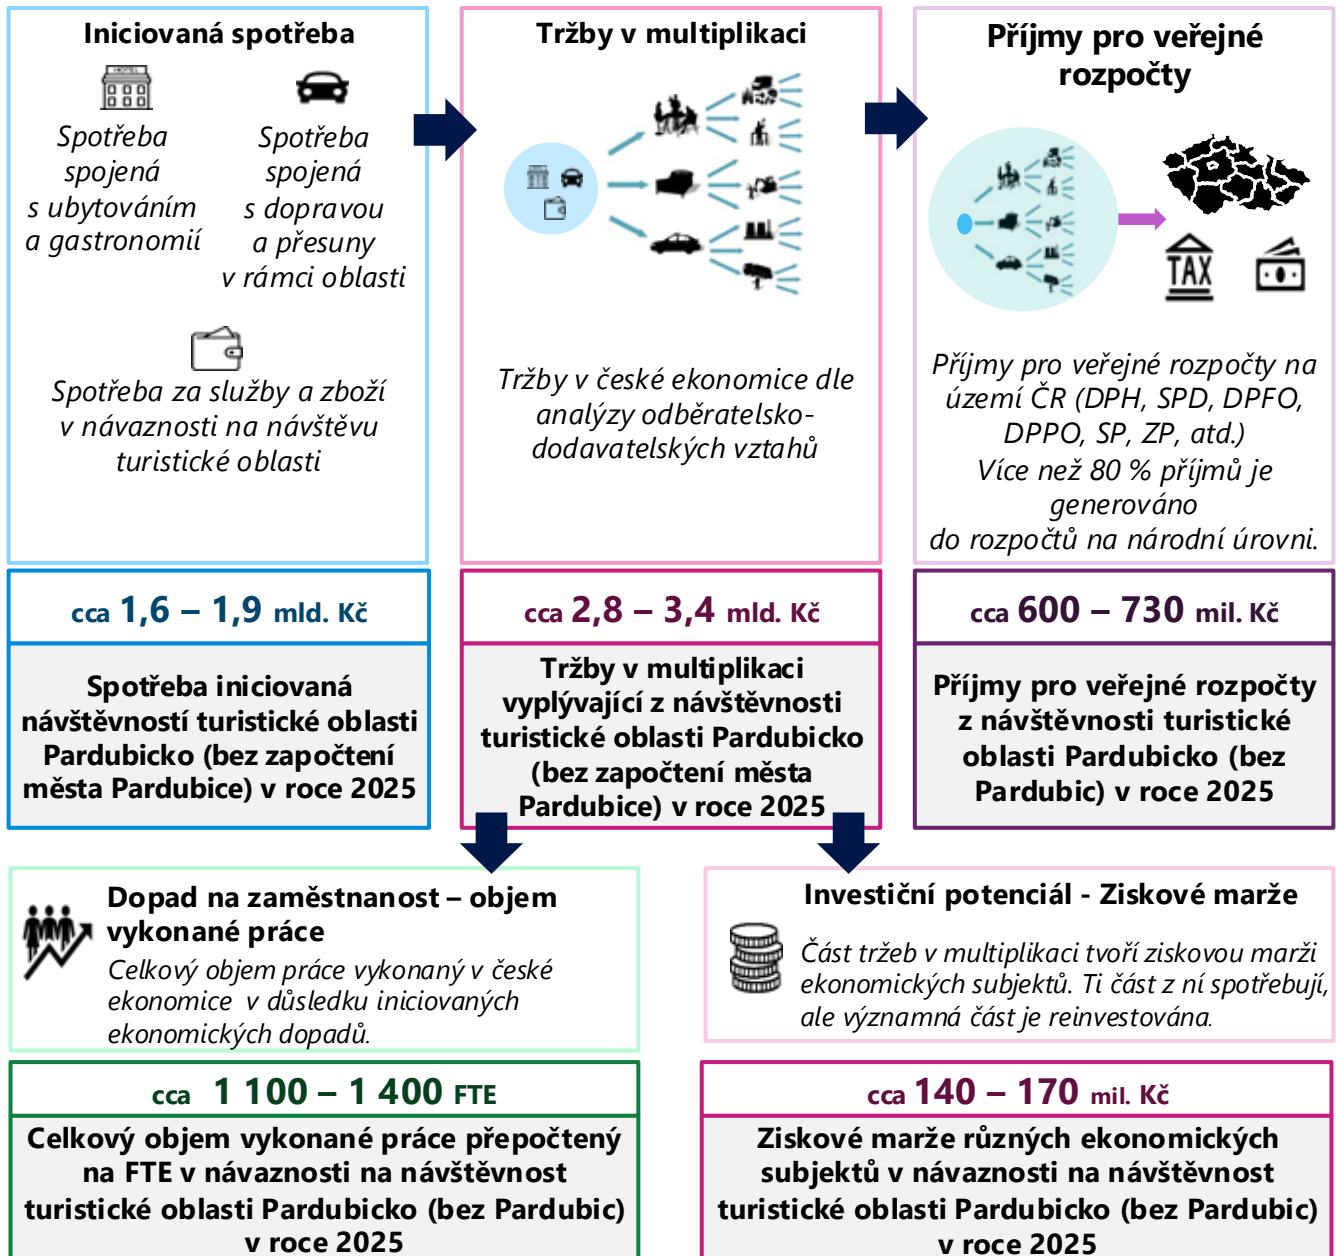 Iniciovaná spotřeba
HOTEL
Spotřeba
spojená
s ubytováním
a gastronomií
Spotřeba
spojená
s dopravou
a přesuny
v rámci oblasti
Spotřeba za služby a zboží
v návaznosti na návštěvu
turistické oblasti
cca 1,6 – 1,9 mld. Kč
Spotřeba iniciovaná
návštěvností turistické oblasti
Pardubicko (bez započtení
města Pardubice) v roce 2025
Tržby v multiplikaci
Tržby v české ekonomice dle
analýzy odběratelsko-
dodavatelských vztahů
cca 2,8 – 3,4 mld. Kč
Tržby v multiplikaci
vyplývající z návštěvnosti
turistické oblasti Pardubicko
(bez započtení města
Pardubice) v roce 2025
Příjmy pro veřejné
rozpočty
TAX
Příjmy pro veřejné rozpočty na
území ČR (DPH, SPD, DPFO,
DPPO, SP, ZP, atd.)
Více než 80 % příjmů je
generováno
do rozpočtů na národní úrovni.
cca 600 – 730 mil. Kč
Příjmy pro veřejné rozpočty
z návštěvnosti turistické
oblasti Pardubicko (bez
Pardubic) v roce 2025
Dopad na zaměstnanost – objem
vykonané práce
Celkový objem práce vykonaný v české
ekonomice v důsledku iniciovaných
ekonomických dopadů.
cca 1 100 – 1 400 FTE
Celkový objem vykonané práce přepočtený
na FTE v návaznosti na návštěvnost
turistické oblasti Pardubicko (bez Pardubic)
v roce 2025
Investiční potenciál - Ziskové marže
Část tržeb v multiplikaci tvoří ziskovou marži
ekonomických subjektů. Ti část z ní spotřebují,
ale významná část je reinvestována.
cca 140 – 170 mil. Kč
Ziskové marže různých ekonomických
subjektů v návaznosti na návštěvnost
turistické oblasti Pardubicko (bez Pardubic)
v roce 2025